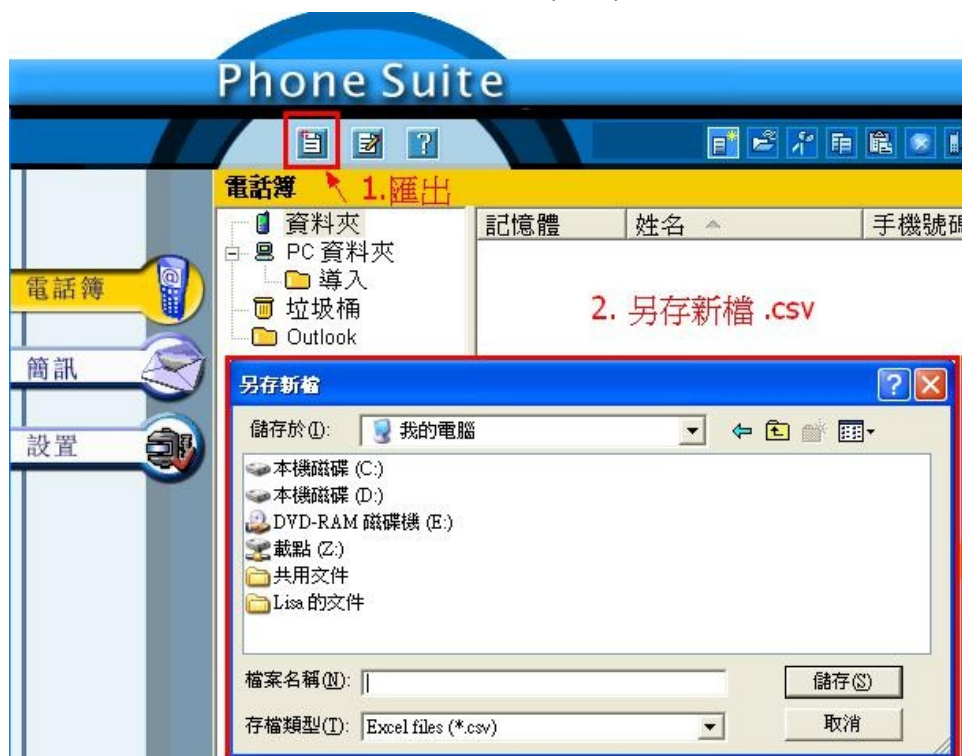 Phone Suite
電話簿
1.匯出
資料夾
記憶體
姓名
手機號碼
PC 資料夾
導入
電話簿
垃圾桶
2. 另存新檔 .csv
Outlook
簡訊
另存新檔
儲存於(I):
我的電腦
設置
本機磁碟 (C:)
本機磁碟 (D:)
DVD-RAM 磁碟機 (E:)
載點 (Z:)
共用文件
Lisa 的文件
檔案名稱(N):
儲存(S)
存檔類型(T):
Excel files (*.csv)
取消